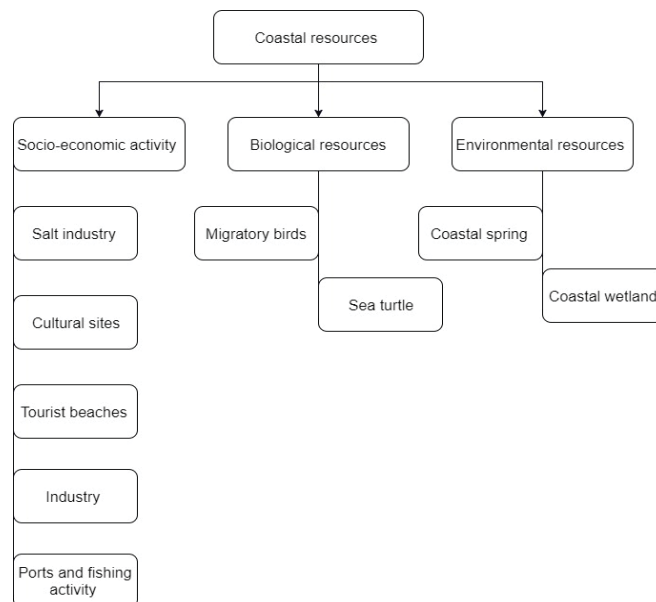 Coastal resources
Socio-economic activity
Biological resources
Environmental resources
Salt industry
Migratory birds
Coastal spring
Cultural sites
Sea turtle
Coastal wetland
Tourist beaches
Industry
Ports and fishing
activity